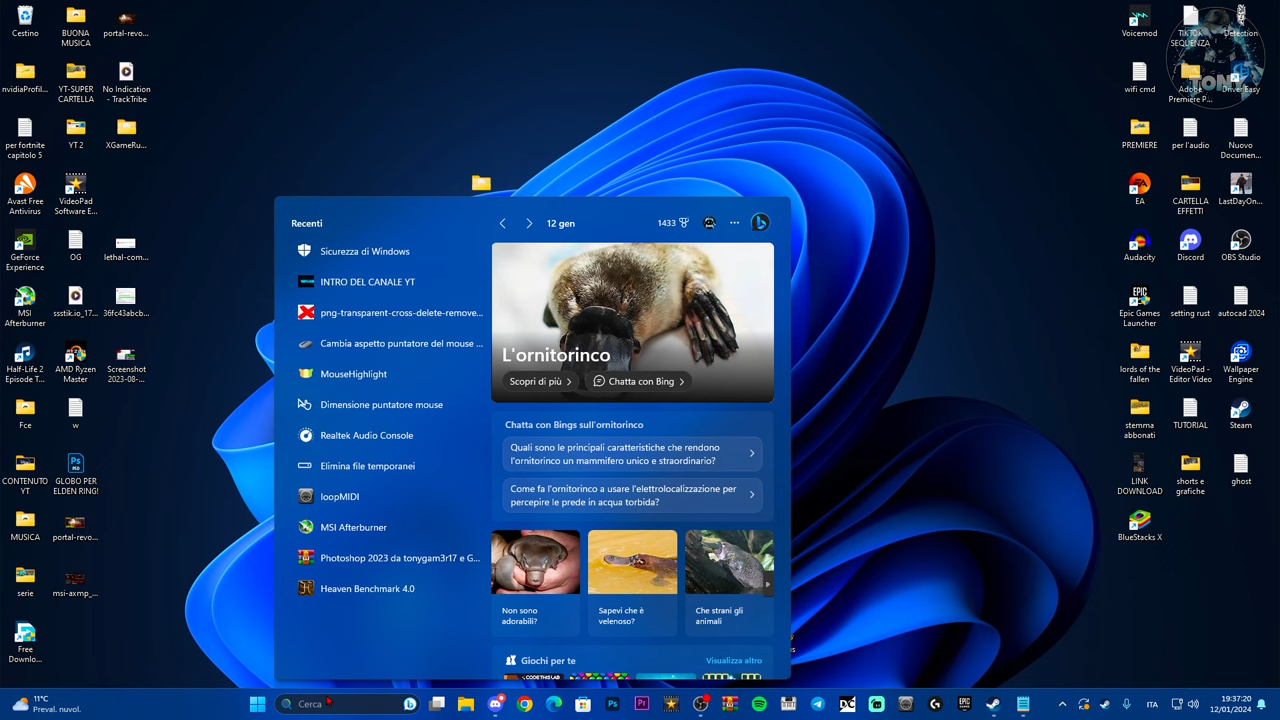 Cestino
BUONA
MUSICA
portal-revo...
nvidiaProfil...
YT-SUPER
CARTELLA
No Indication
- TrackTribe
per fortnite
capitolo 5
YT 2
XGameRu...
Avast Free
Antivirus
VideoPad
Software E...
GeForce
Experience
OG
lethal-com...
MSI
Afterburner
ssstik.io_17...
36fc43abcb...
Half-Life 2
Episode T...
AMD Ryzen
Master
Screenshot
2023-08-...
Fce
w
CONTENUTO
YT
GLOBO PER
ELDEN RING!
MUSICA
portal-revo...
serie
msi-axmp_...
Free
Downlo...
Recenti
Sicurezza di Windows
INTRO DEL CANALE YT
png-transparent-cross-delete-remove...
Cambia aspetto puntatore del mouse ...
MouseHighlight
Dimensione puntatore mouse
Realtek Audio Console
Elimina file temporanei
loopMIDI
MSI Afterburner
Photoshop 2023 da tonygam3r17 e G...
Heaven Benchmark 4.0
12 gen
1433
L'ornitorinco
Scopri di più
Chatta con Bing
Chatta con Bings sull'ornitorinco
Quali sono le principali caratteristiche che rendono
l'ornitorinco un mammifero unico e straordinario?
Come fa l'ornitorinco a usare l'elettrolocalizzazione per
percepire le prede in acqua torbida?
Non sono
adorabili?
Sapevi che è
velenoso?
Che strani gli
animali
Giochi per te
Visualizza altro
CODE THIS LAB
Voicemod
TIKTOK
SEQUENZA
Detection
wifi cmd
Adobe
Premiere P...
Driver Easy
TONY
PREMIERE
per l'audio
Nuovo
Documen...
EA
CARTELLA
EFFETTI
LastDayOn...
Audacity
Discord
OBS Studio
Epic Games
Launcher
setting rust
autocad 2024
lords of the
fallen
VideoPad -
Editor Video
Wallpaper
Engine
stemma
abbonati
TUTORIAL
Steam
LINK
DOWNLOAD
shorts e
grafiche
ghost
BlueStacks X
11°C
Preval. nuvol.
Cerca
ITA
19:37:20
12/01/2024